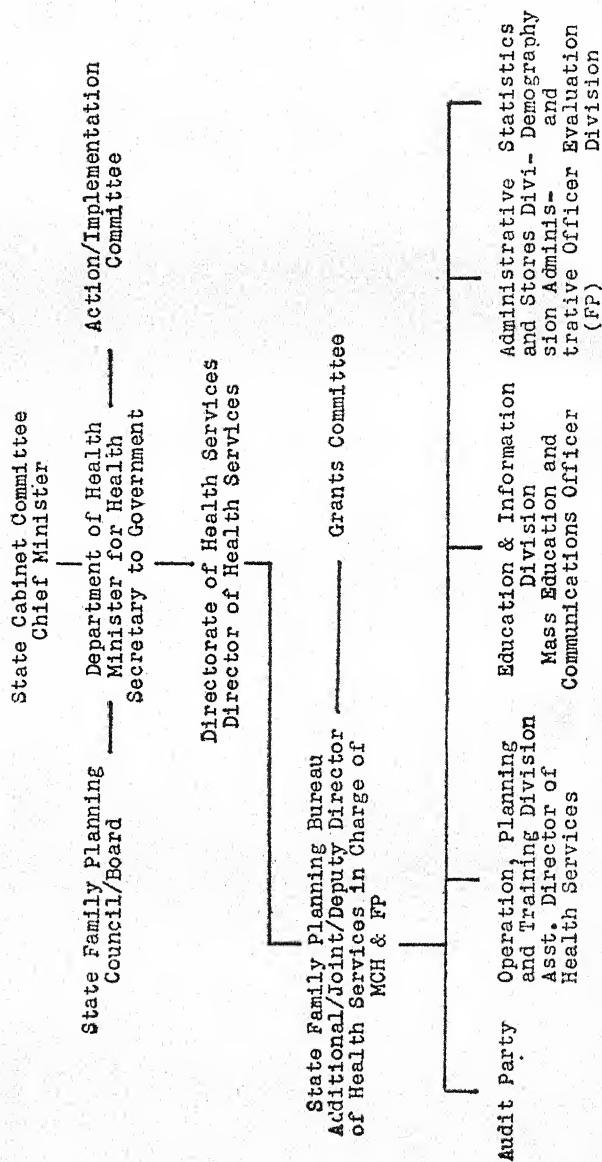 State Cabinet Committee
Chief Minister
State Family Planning
Council/Board
Department of Health
Minister for Health
Secretary to Government
Action/Implementation
Committee
Directorate of Health Services
Director of Health Services
State Family Planning Bureau
Additional/Joint/Deputy Director
of Health Services in Charge of
MCH & FP
Grants Committee
Audit Party
Operation, Planning
and Training Division
Asst. Director of
Health Services
Education & Information
Division
Mass Education and
Communications Officer
Administrative
and Stores Divi-
sion Adminis-
trative Officer
(FP)
Statistics
Demography
and
Evaluation
Division